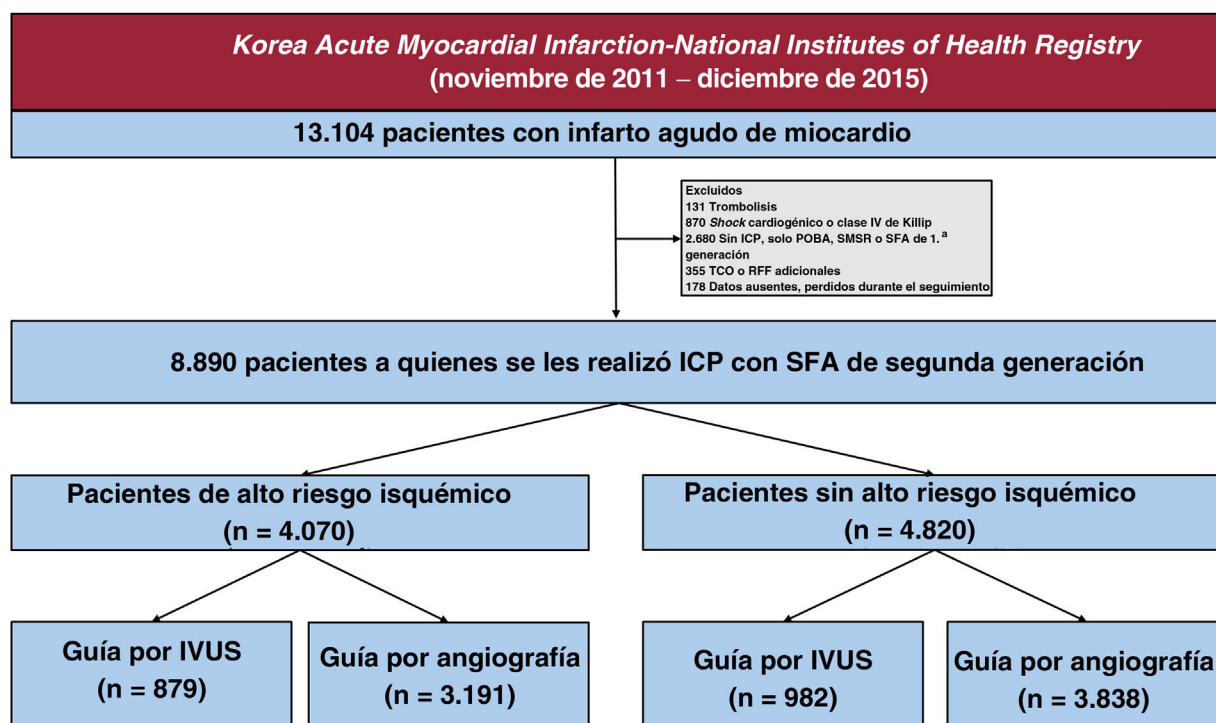 Korea Acute Myocardial Infarction-National Institutes of Health Registry
(noviembre de 2011 – diciembre de 2015)
13.104 pacientes con infarto agudo de miocardio
Excluidos
131 Trombolisis
870 Shock cardiogénico o clase IV de Killip
2.680 Sin ICP, solo POBA, SMSR o SFA de 1.ª
generación
355 TCO o RFF adicionales
178 Datos ausentes, perdidos durante el seguimiento
8.890 pacientes a quienes se les realizó ICP con SFA de segunda generación
Pacientes de alto riesgo isquémico
(n = 4.070)
Pacientes sin alto riesgo isquémico
(n = 4.820)
Guía por IVUS
(n = 879)
Guía por angiografía
(n = 3.191)
Guía por IVUS
(n = 982)
Guía por angiografía
(n = 3.838)